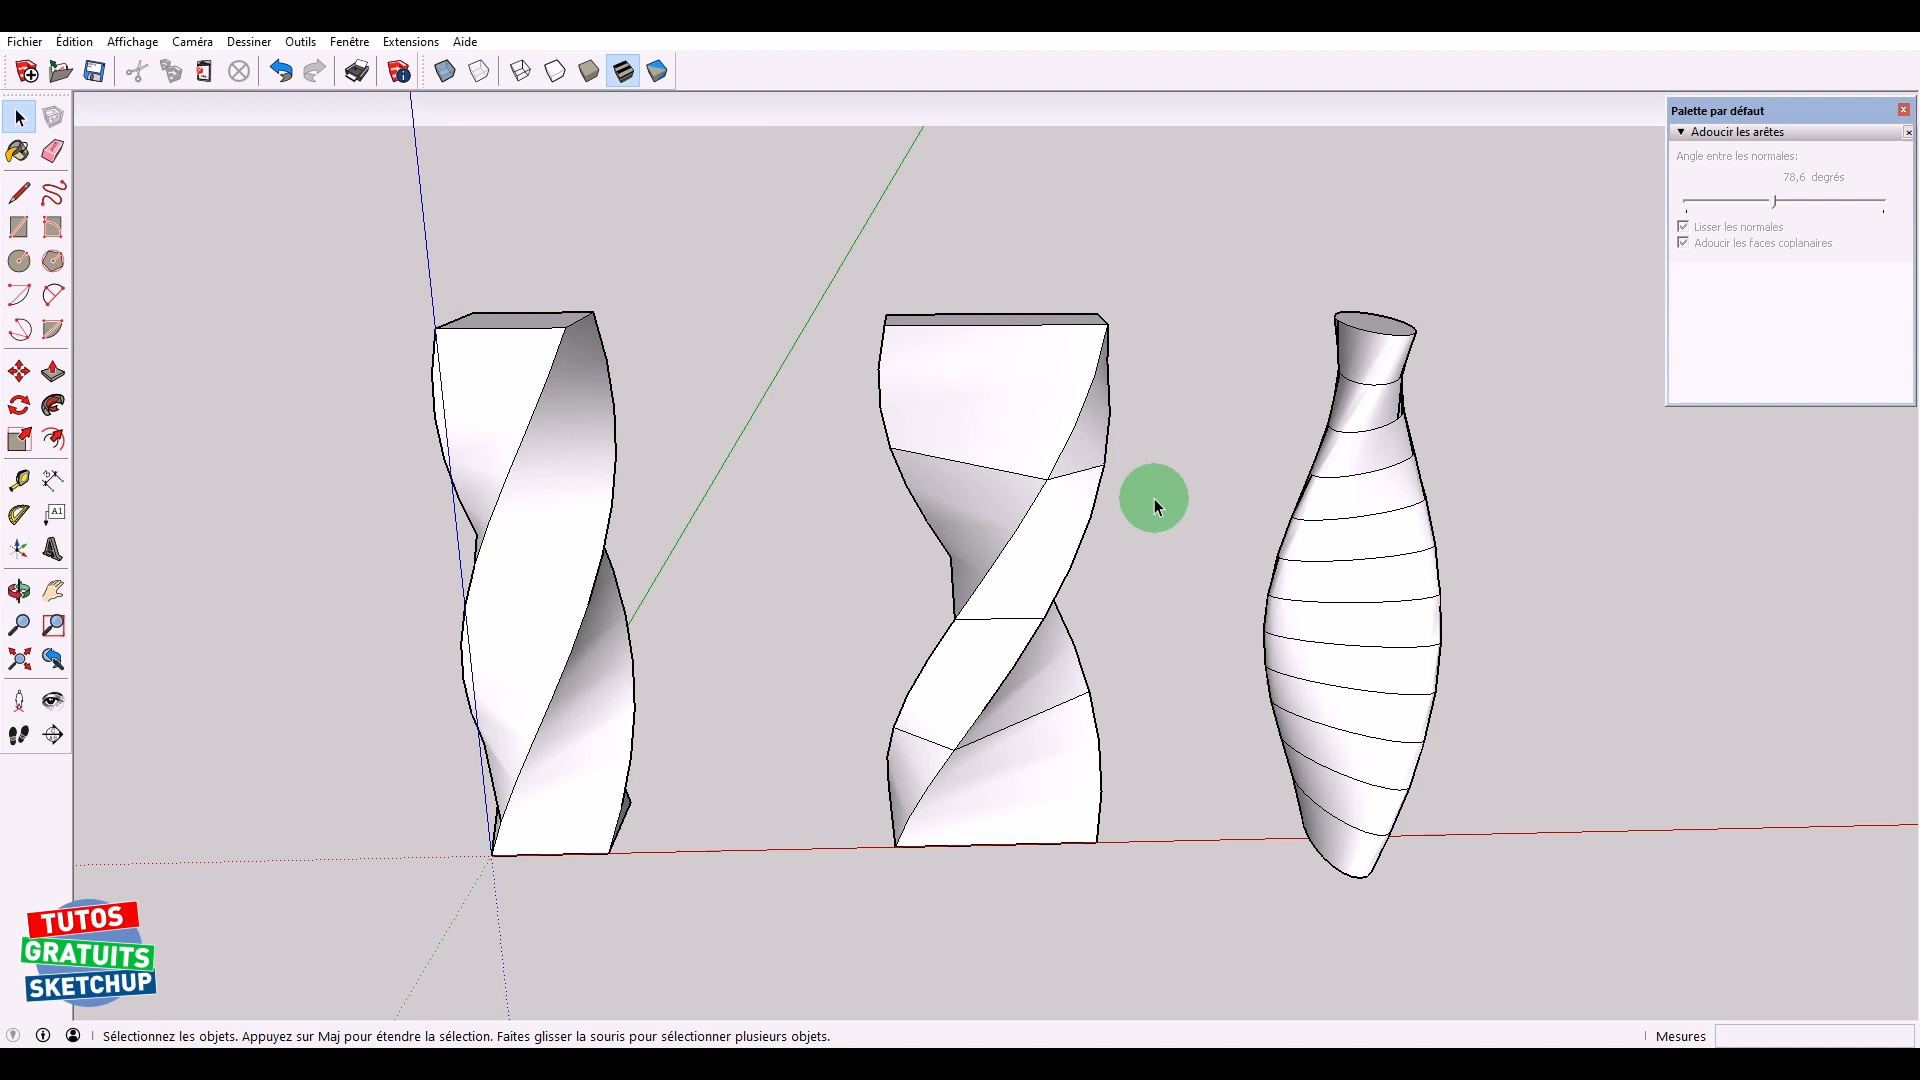 Fichier Édition Affichage Caméra Dessiner Outils Fenêtre Extensions Aide
Palette par défaut
Adoucir les arêtes
Angle entre les normales:
78,6 degrés
Lisser les normales
Adoucir les faces coplanaires
A1
TUTOS
GRATUITS
SKETCHUP
Sélectionnez les objets. Appuyez sur Maj pour étendre la sélection. Faites glisser la souris pour sélectionner plusieurs objets.
Mesures